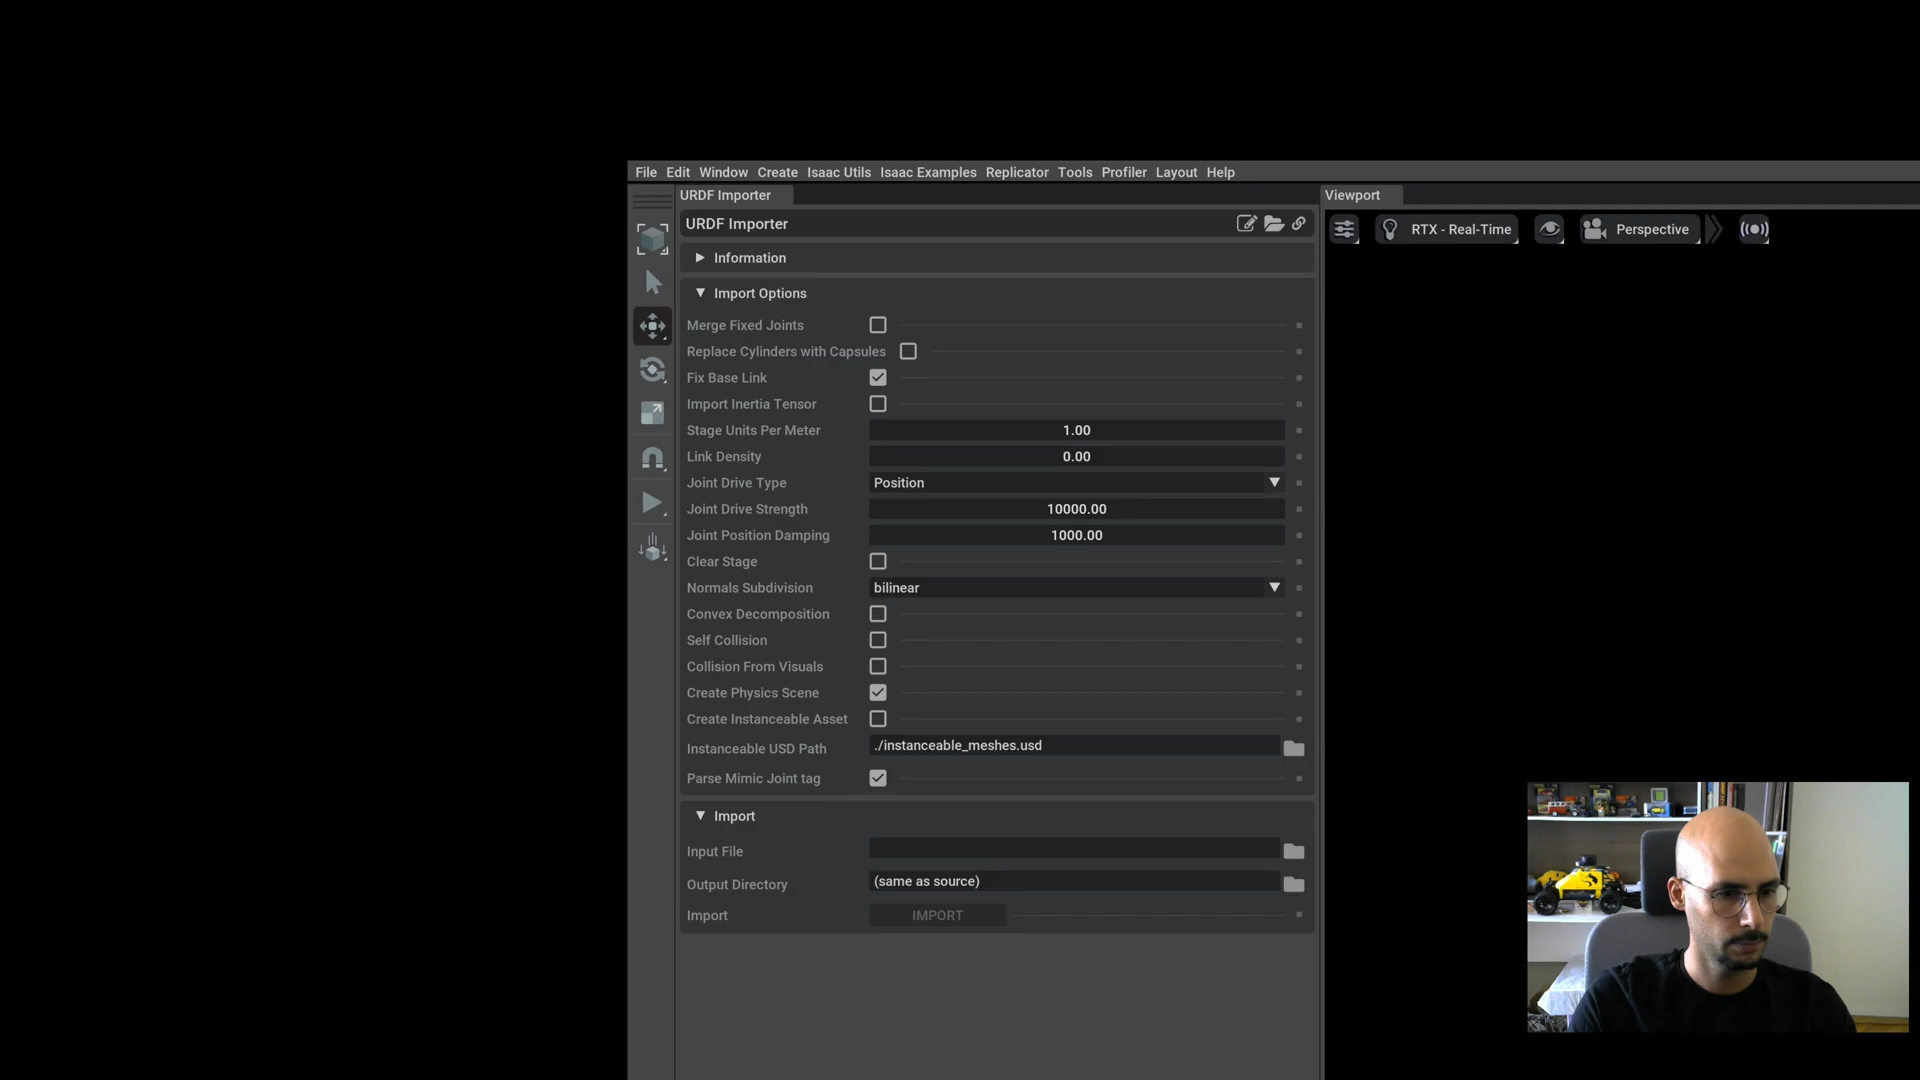 File Edit Window Create Isaac Utils Isaac Examples Replicator Tools Profiler Layout Help
URDF Importer
Viewport
URDF Importer
RTX - Real-Time
Perspective
Information
Import Options
Merge Fixed Joints
Replace Cylinders with Capsules
Fix Base Link
Import Inertia Tensor
Stage Units Per Meter 1.00
Link Density 0.00
Joint Drive Type Position
Joint Drive Strength 10000.00
Joint Position Damping 1000.00
Clear Stage
Normals Subdivision bilinear
Convex Decomposition
Self Collision
Collision From Visuals
Create Physics Scene
Create Instanceable Asset
Instanceable USD Path ./instanceable_meshes.usd
Parse Mimic Joint tag
Import
Input File
Output Directory (same as source)
Import IMPORT